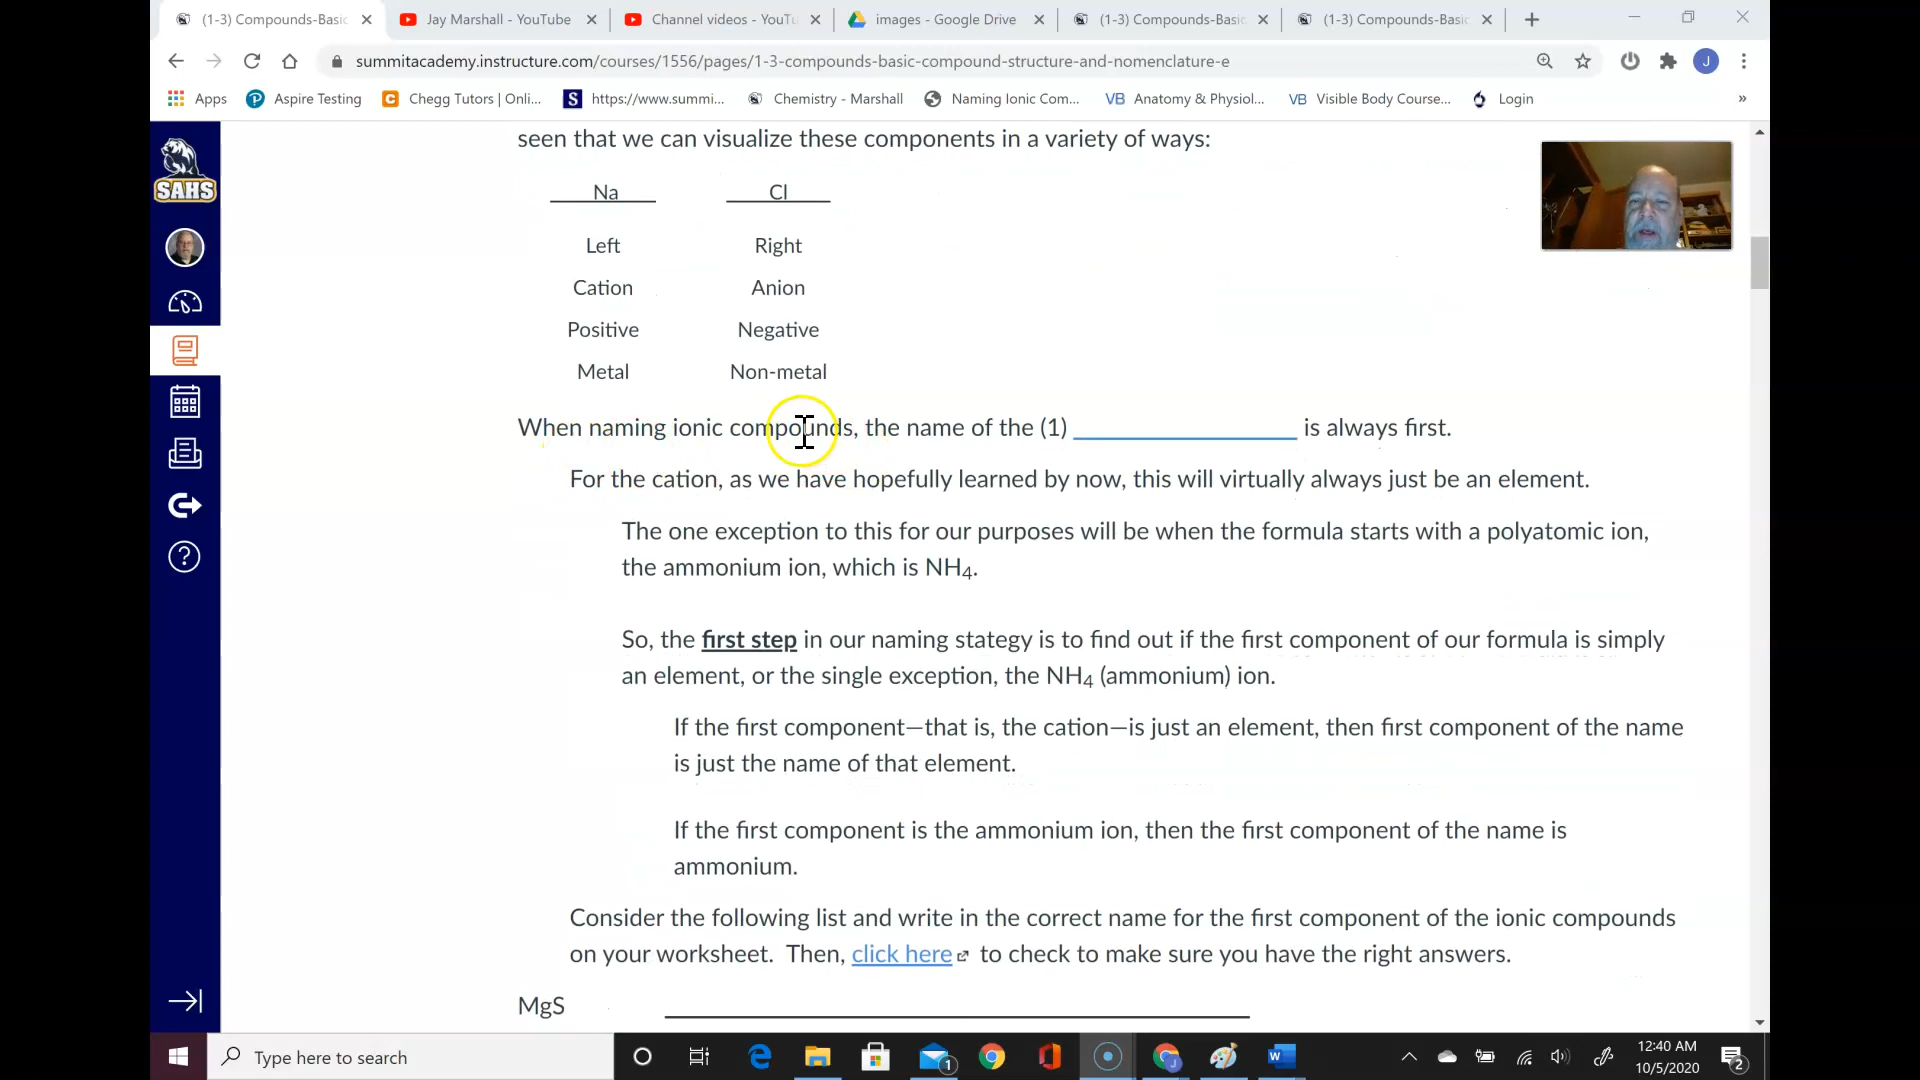 (1-3) Compounds-Basic
Jay Marshall - YouTube
Channel videos - YouTu
images - Google Drive
(1-3) Compounds-Basic
(1-3) Compounds-Basic
summitacademy.instructure.com/courses/1556/pages/1-3-compounds-basic-compound-structure-and-nomenclature-e
J
Apps
Aspire Testing
Chegg Tutors | Onli...
https://www.summi...
Chemistry - Marshall
Naming Ionic Com...
VB Anatomy & Physiol...
VB Visible Body Course...
Login
»
SAHS
seen that we can visualize these components in a variety of ways:
Na Cl
Left Right
Cation Anion
Positive Negative
Metal Non-metal
When naming ionic compounds, the name of the (1) ____________ is always first.
For the cation, as we have hopefully learned by now, this will virtually always just be an element.
The one exception to this for our purposes will be when the formula starts with a polyatomic ion,
the ammonium ion, which is NH4.
So, the first step in our naming stategy is to find out if the first component of our formula is simply
an element, or the single exception, the NH4 (ammonium) ion.
If the first component—that is, the cation—is just an element, then first component of the name
is just the name of that element.
If the first component is the ammonium ion, then the first component of the name is
ammonium.
Consider the following list and write in the correct name for the first component of the ionic compounds
on your worksheet. Then, click here to check to make sure you have the right answers.
MgS
Type here to search
1
12:40 AM
10/5/2020
2